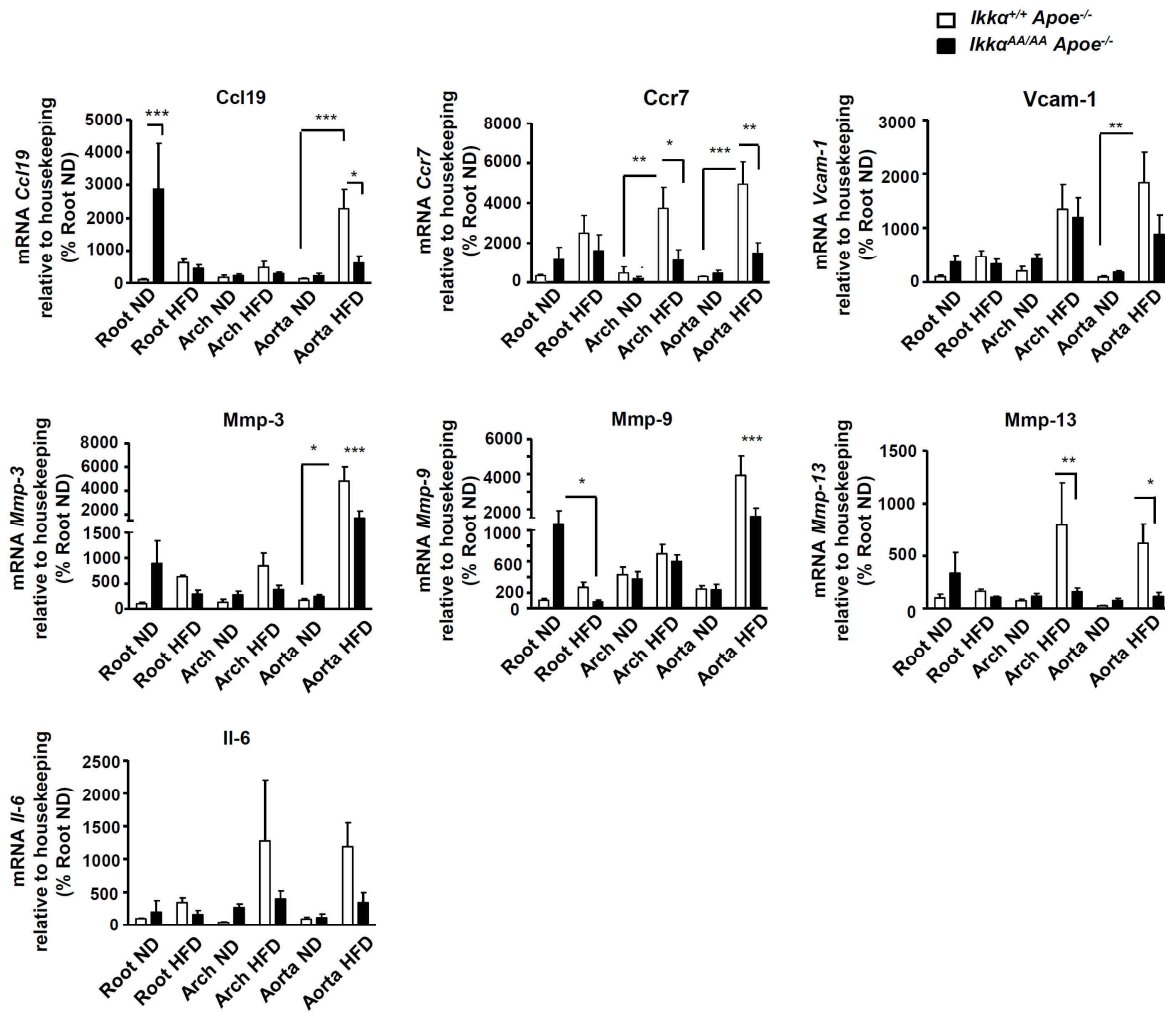 Ikkα+/+ Apoe-/-
IkkαAA/AA Apoe-/-
Ccl19
mRNA Ccl19
relative to housekeeping
(% Root ND)
5000
4000
3000
2000
1000
0
***
***
*
Root ND
Root HFD
Arch ND
Arch HFD
Aorta ND
Aorta HFD
Ccr7
mRNA Ccr7
relative to housekeeping
(% Root ND)
8000
6000
4000
2000
0
**
*
***
**
Root ND
Root HFD
Arch ND
Arch HFD
Aorta ND
Aorta HFD
Vcam-1
mRNA Vcam-1
relative to housekeeping
(% Root ND)
3000
2000
1000
0
**
Root ND
Root HFD
Arch ND
Arch HFD
Aorta ND
Aorta HFD
Mmp-3
mRNA Mmp-3
relative to housekeeping
(% Root ND)
8000
6000
4000
2000
1500
1000
500
0
*
***
Root ND
Root HFD
Arch ND
Arch HFD
Aorta ND
Aorta HFD
Mmp-9
mRNA Mmp-9
relative to housekeeping
(% Root ND)
6000
4000
2000
1000
800
600
400
200
0
*
***
Root ND
Root HFD
Arch ND
Arch HFD
Aorta ND
Aorta HFD
Mmp-13
mRNA Mmp-13
relative to housekeeping
(% Root ND)
1500
1000
500
0
**
*
Root ND
Root HFD
Arch ND
Arch HFD
Aorta ND
Aorta HFD
Il-6
mRNA Il-6
relative to housekeeping
(% Root ND)
2500
2000
1500
1000
500
0
Root ND
Root HFD
Arch ND
Arch HFD
Aorta ND
Aorta HFD